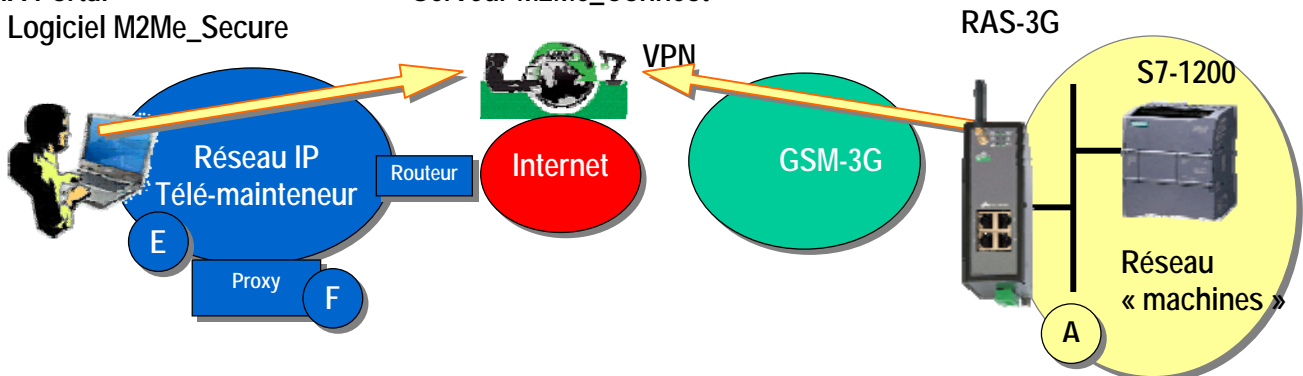 Logiciel M2Me_Secure
RAS-3G
VPN
S7-1200
Réseau IP
Télé-mainteneur
Routeur
Internet
GSM-3G
E
Proxy
F
Réseau
« machines »
A